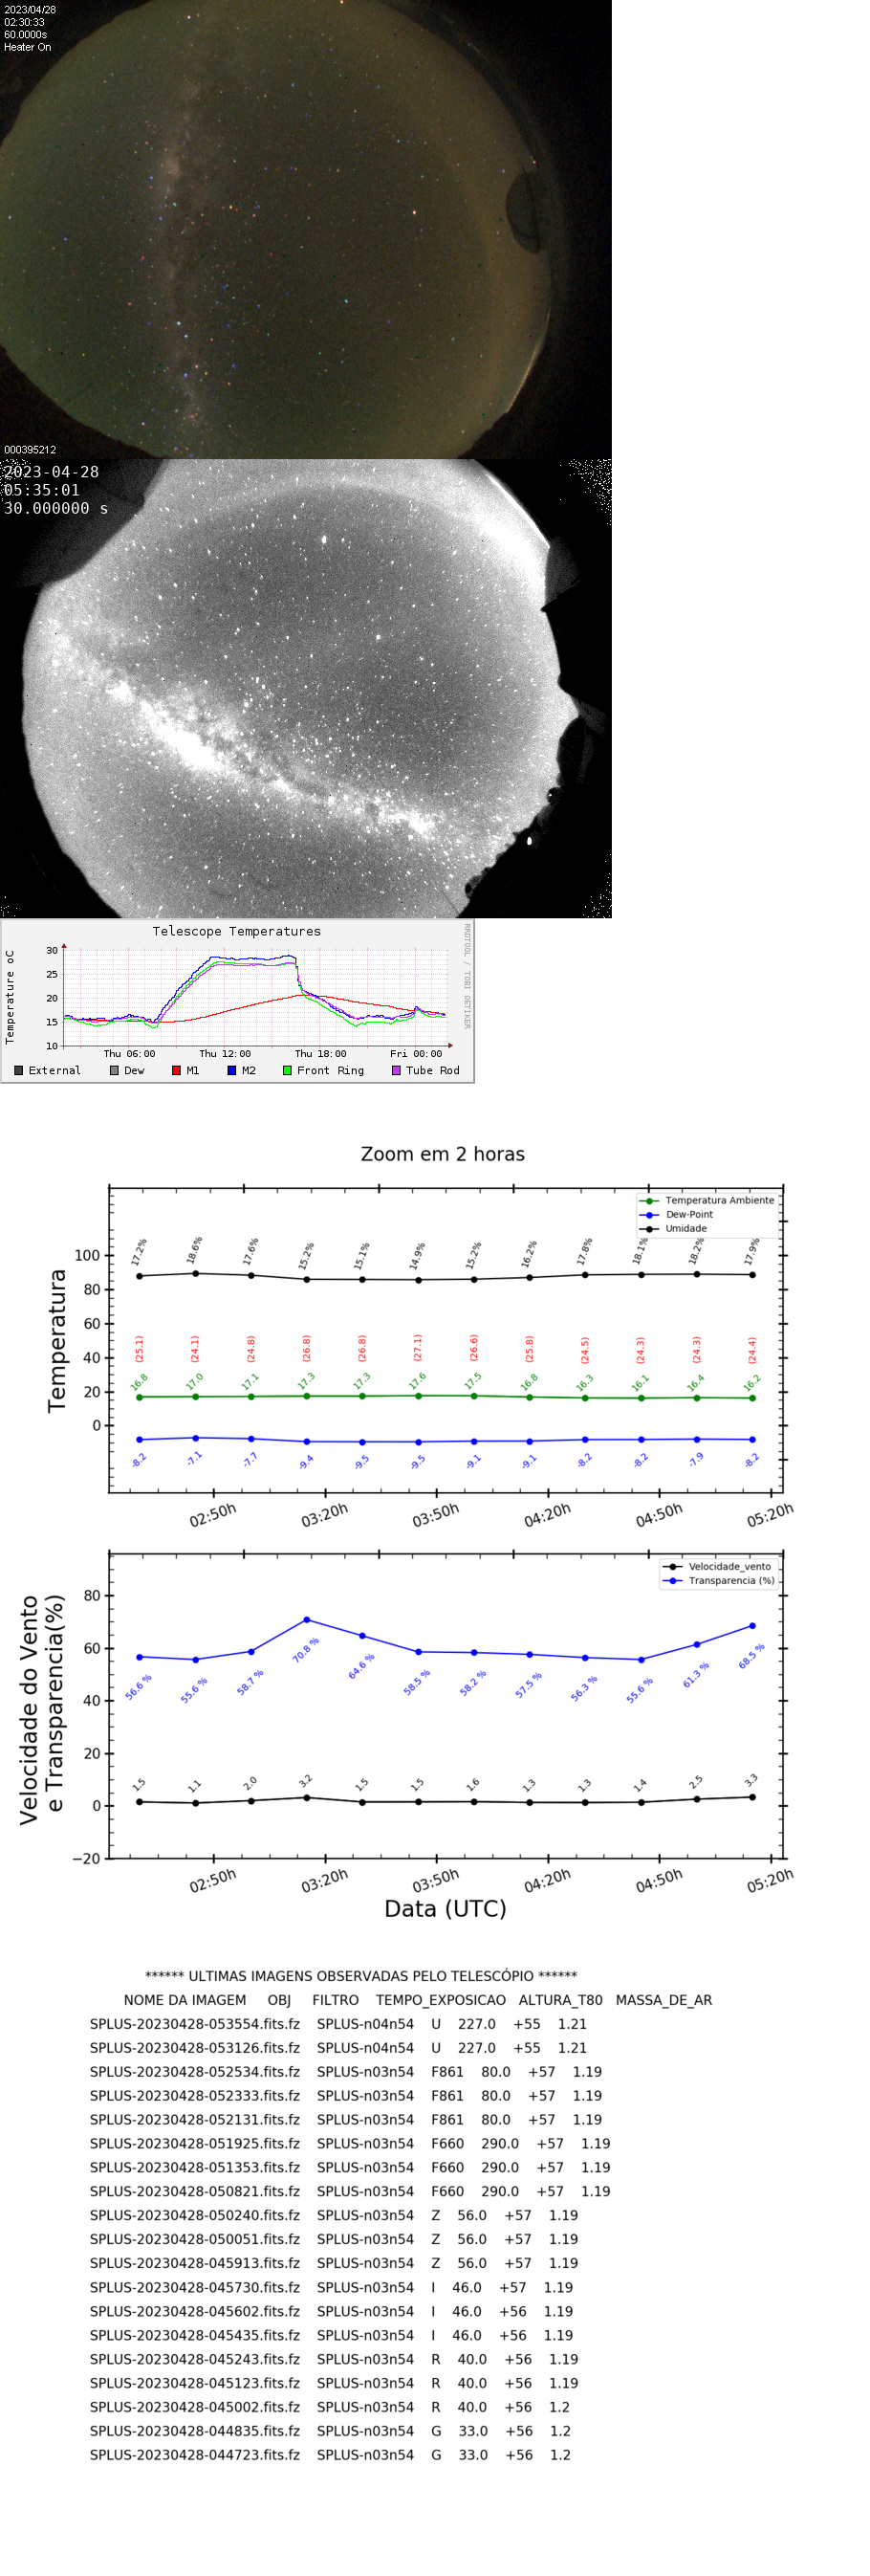 2023/04/28
02:30:33
60.0000s
Heater On
000395212
2023-04-28
05:35:01
30.000000 s
Telescope Temperatures
RRDTOOL / TOBI OETIKER
Temperature oC
30
25
20
15
10
Thu 06:00 Thu 12:00 Thu 18:00 Fri 00:00
External Dew M1 M2 Front Ring Tube Rod
Zoom em 2 horas
Temperatura Ambiente
Dew-Point
Umidade
Temperatura
100
80
60
40
20
0
17.2% 18.6% 17.6% 15.2% 15.1% 14.9% 15.2% 16.2% 17.8% 18.1% 18.2% 17.9%
(25.1) (24.1) (24.8) (26.8) (26.8) (27.1) (26.6) (25.8) (24.5) (24.3) (24.3) (24.4)
16.8 17.0 17.1 17.3 17.3 17.6 17.5 16.8 16.3 16.1 16.4 16.2
-8.2 -7.1 -7.7 -9.4 -9.5 -9.5 -9.1 -9.1 -8.2 -8.2 -7.9 -8.2
02:50h 03:20h 03:50h 04:20h 04:50h 05:20h
Velocidade_vento
Transparencia (%)
Velocidade do Vento
e Transparencia(%)
80
60
40
20
0
−20
56.6 % 55.6 % 58.7 % 70.8 % 64.6 % 58.5 % 58.2 % 57.5 % 56.3 % 55.6 % 61.3 % 68.5 %
1.5 1.1 2.0 3.2 1.5 1.5 1.6 1.3 1.3 1.4 2.5 3.3
02:50h 03:20h 03:50h 04:20h 04:50h 05:20h
Data (UTC)
****** ULTIMAS IMAGENS OBSERVADAS PELO TELESCÓPIO ******
NOME DA IMAGEM OBJ FILTRO TEMPO_EXPOSICAO ALTURA_T80 MASSA_DE_AR
SPLUS-20230428-053554.fits.fz SPLUS-n04n54 U 227.0 +55 1.21
SPLUS-20230428-053126.fits.fz SPLUS-n04n54 U 227.0 +55 1.21
SPLUS-20230428-052534.fits.fz SPLUS-n03n54 F861 80.0 +57 1.19
SPLUS-20230428-052333.fits.fz SPLUS-n03n54 F861 80.0 +57 1.19
SPLUS-20230428-052131.fits.fz SPLUS-n03n54 F861 80.0 +57 1.19
SPLUS-20230428-051925.fits.fz SPLUS-n03n54 F660 290.0 +57 1.19
SPLUS-20230428-051353.fits.fz SPLUS-n03n54 F660 290.0 +57 1.19
SPLUS-20230428-050821.fits.fz SPLUS-n03n54 F660 290.0 +57 1.19
SPLUS-20230428-050240.fits.fz SPLUS-n03n54 Z 56.0 +57 1.19
SPLUS-20230428-050051.fits.fz SPLUS-n03n54 Z 56.0 +57 1.19
SPLUS-20230428-045913.fits.fz SPLUS-n03n54 Z 56.0 +57 1.19
SPLUS-20230428-045730.fits.fz SPLUS-n03n54 I 46.0 +57 1.19
SPLUS-20230428-045602.fits.fz SPLUS-n03n54 I 46.0 +56 1.19
SPLUS-20230428-045435.fits.fz SPLUS-n03n54 I 46.0 +56 1.19
SPLUS-20230428-045243.fits.fz SPLUS-n03n54 R 40.0 +56 1.19
SPLUS-20230428-045123.fits.fz SPLUS-n03n54 R 40.0 +56 1.19
SPLUS-20230428-045002.fits.fz SPLUS-n03n54 R 40.0 +56 1.2
SPLUS-20230428-044835.fits.fz SPLUS-n03n54 G 33.0 +56 1.2
SPLUS-20230428-044723.fits.fz SPLUS-n03n54 G 33.0 +56 1.2